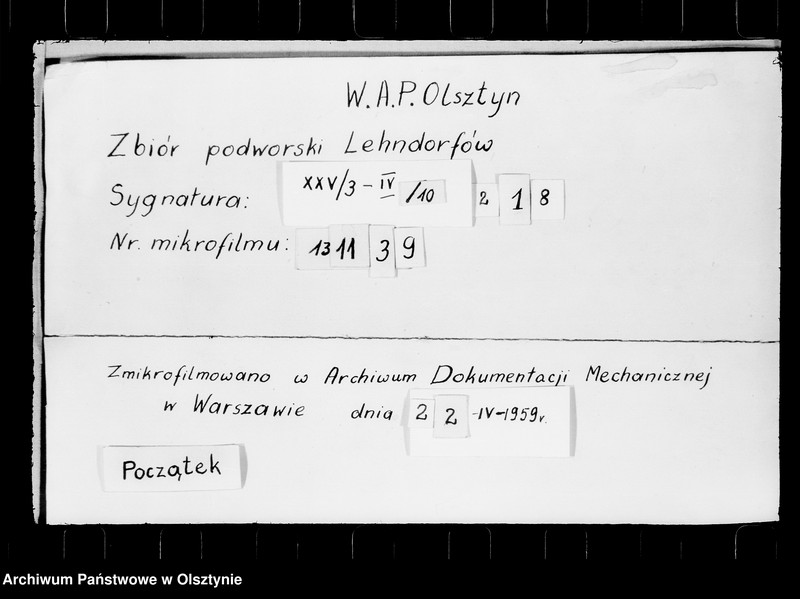 W.A.P. Olsztyn
Zbiór podworski Lehndorfów
Sygnatura: XXV/3 - IV /10 2 1 8
Nr. mikrofilmu: 13 11 3 9
Zmikrofilmowano w Archiwum Dokumentacji Mechanicznej
w Warszawie dnia 2 2 -IV-1959r.
Początek
Archiwum Państwowe w Olsztynie